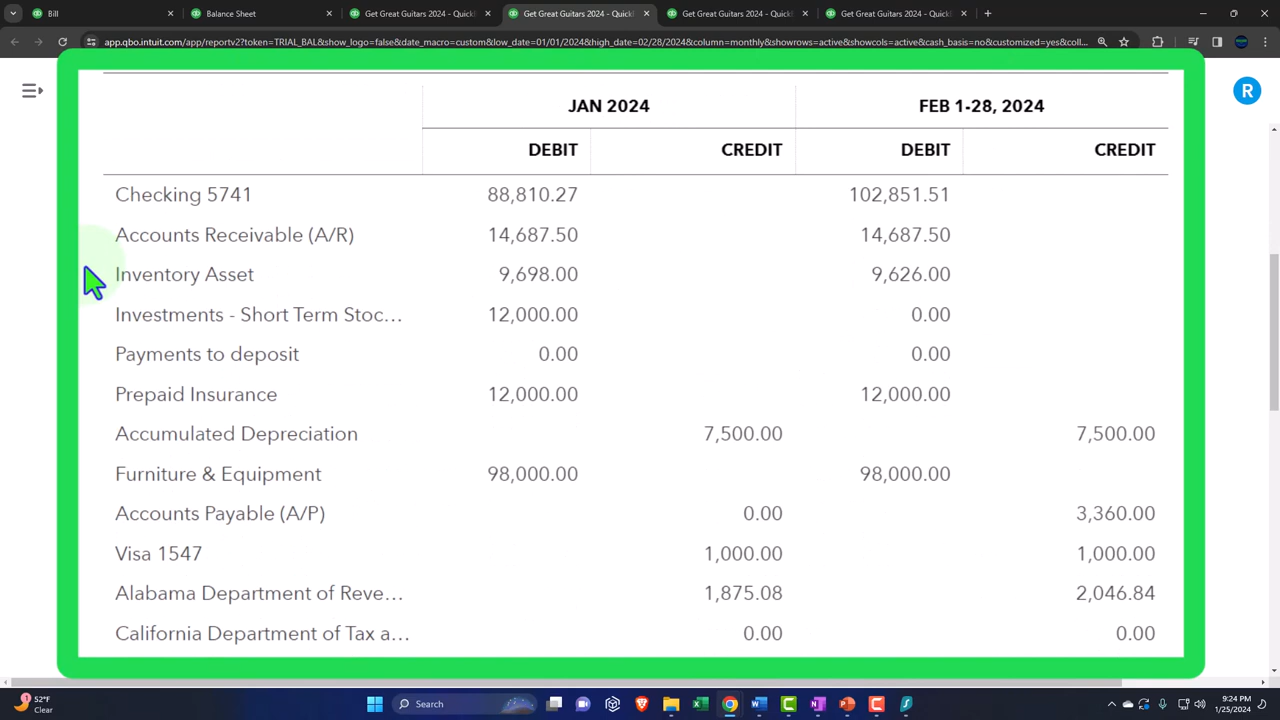 Bill
Balance Sheet
Get Great Guitars 2024 - Quick
Get Great Guitars 2024 - Quick
Get Great Guitars 2024 - Quick
Get Great Guitars 2024 - Quick
app.qbo.intuit.com/app/reportv2?token=TRIAL_BAL&show_logo=false&date_macro=custom&low_date=01/01/2024&high_date=02/28/2024&column=monthly&showrows=active&showcols=active&cash_basis=no&customized=yes&coll...
R
JAN 2024 FEB 1-28, 2024
DEBIT CREDIT DEBIT CREDIT
Checking 5741 88,810.27 102,851.51
Accounts Receivable (A/R) 14,687.50 14,687.50
Inventory Asset 9,698.00 9,626.00
Investments - Short Term Stoc... 12,000.00 0.00
Payments to deposit 0.00 0.00
Prepaid Insurance 12,000.00 12,000.00
Accumulated Depreciation 7,500.00 7,500.00
Furniture & Equipment 98,000.00 98,000.00
Accounts Payable (A/P) 0.00 3,360.00
Visa 1547 1,000.00 1,000.00
Alabama Department of Reve... 1,875.08 2,046.84
California Department of Tax a... 0.00 0.00
52°F
Clear
Search
9:24 PM
1/25/2024